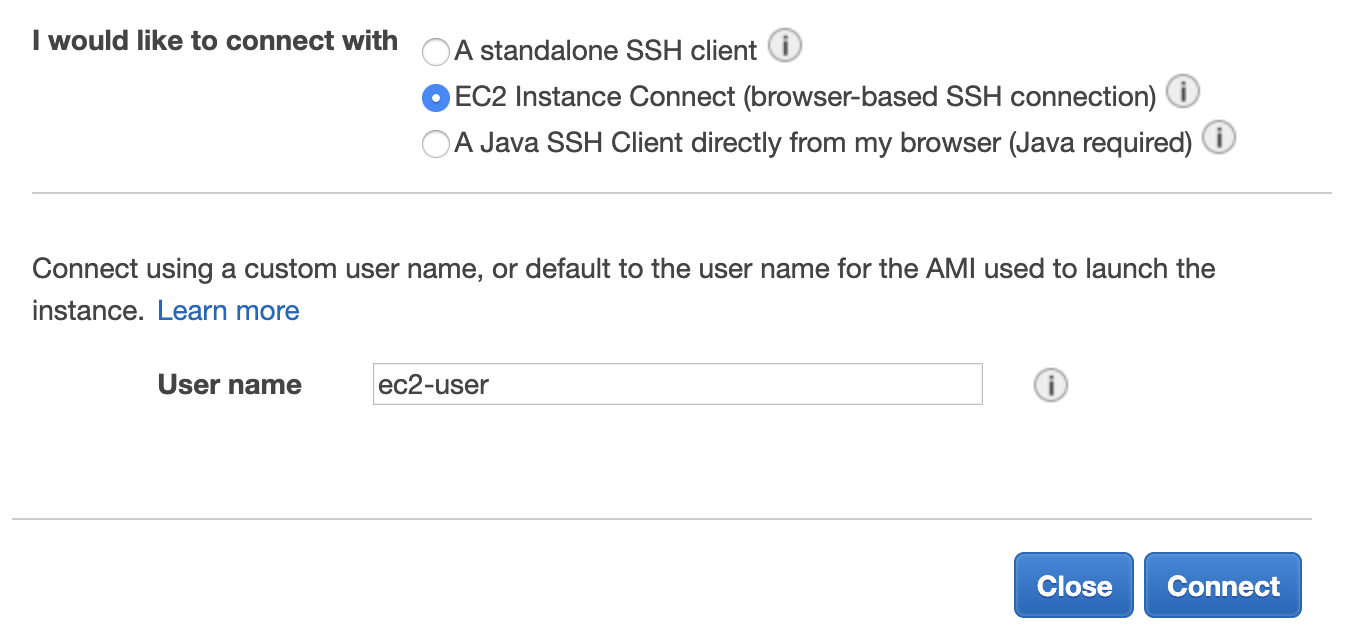 I would like to connect with
A standalone SSH client
EC2 Instance Connect (browser-based SSH connection)
A Java SSH Client directly from my browser (Java required)
Connect using a custom user name, or default to the user name for the AMI used to launch the
instance. Learn more
User name ec2-user
Close Connect